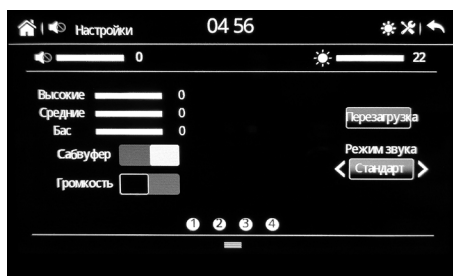 Настройки 04 56
0 22
Высокие 0
Средние 0
Бас 0
Перезагрузка
Сабвуфер
Режим звука
Громкость
Стандарт
1 2 3 4